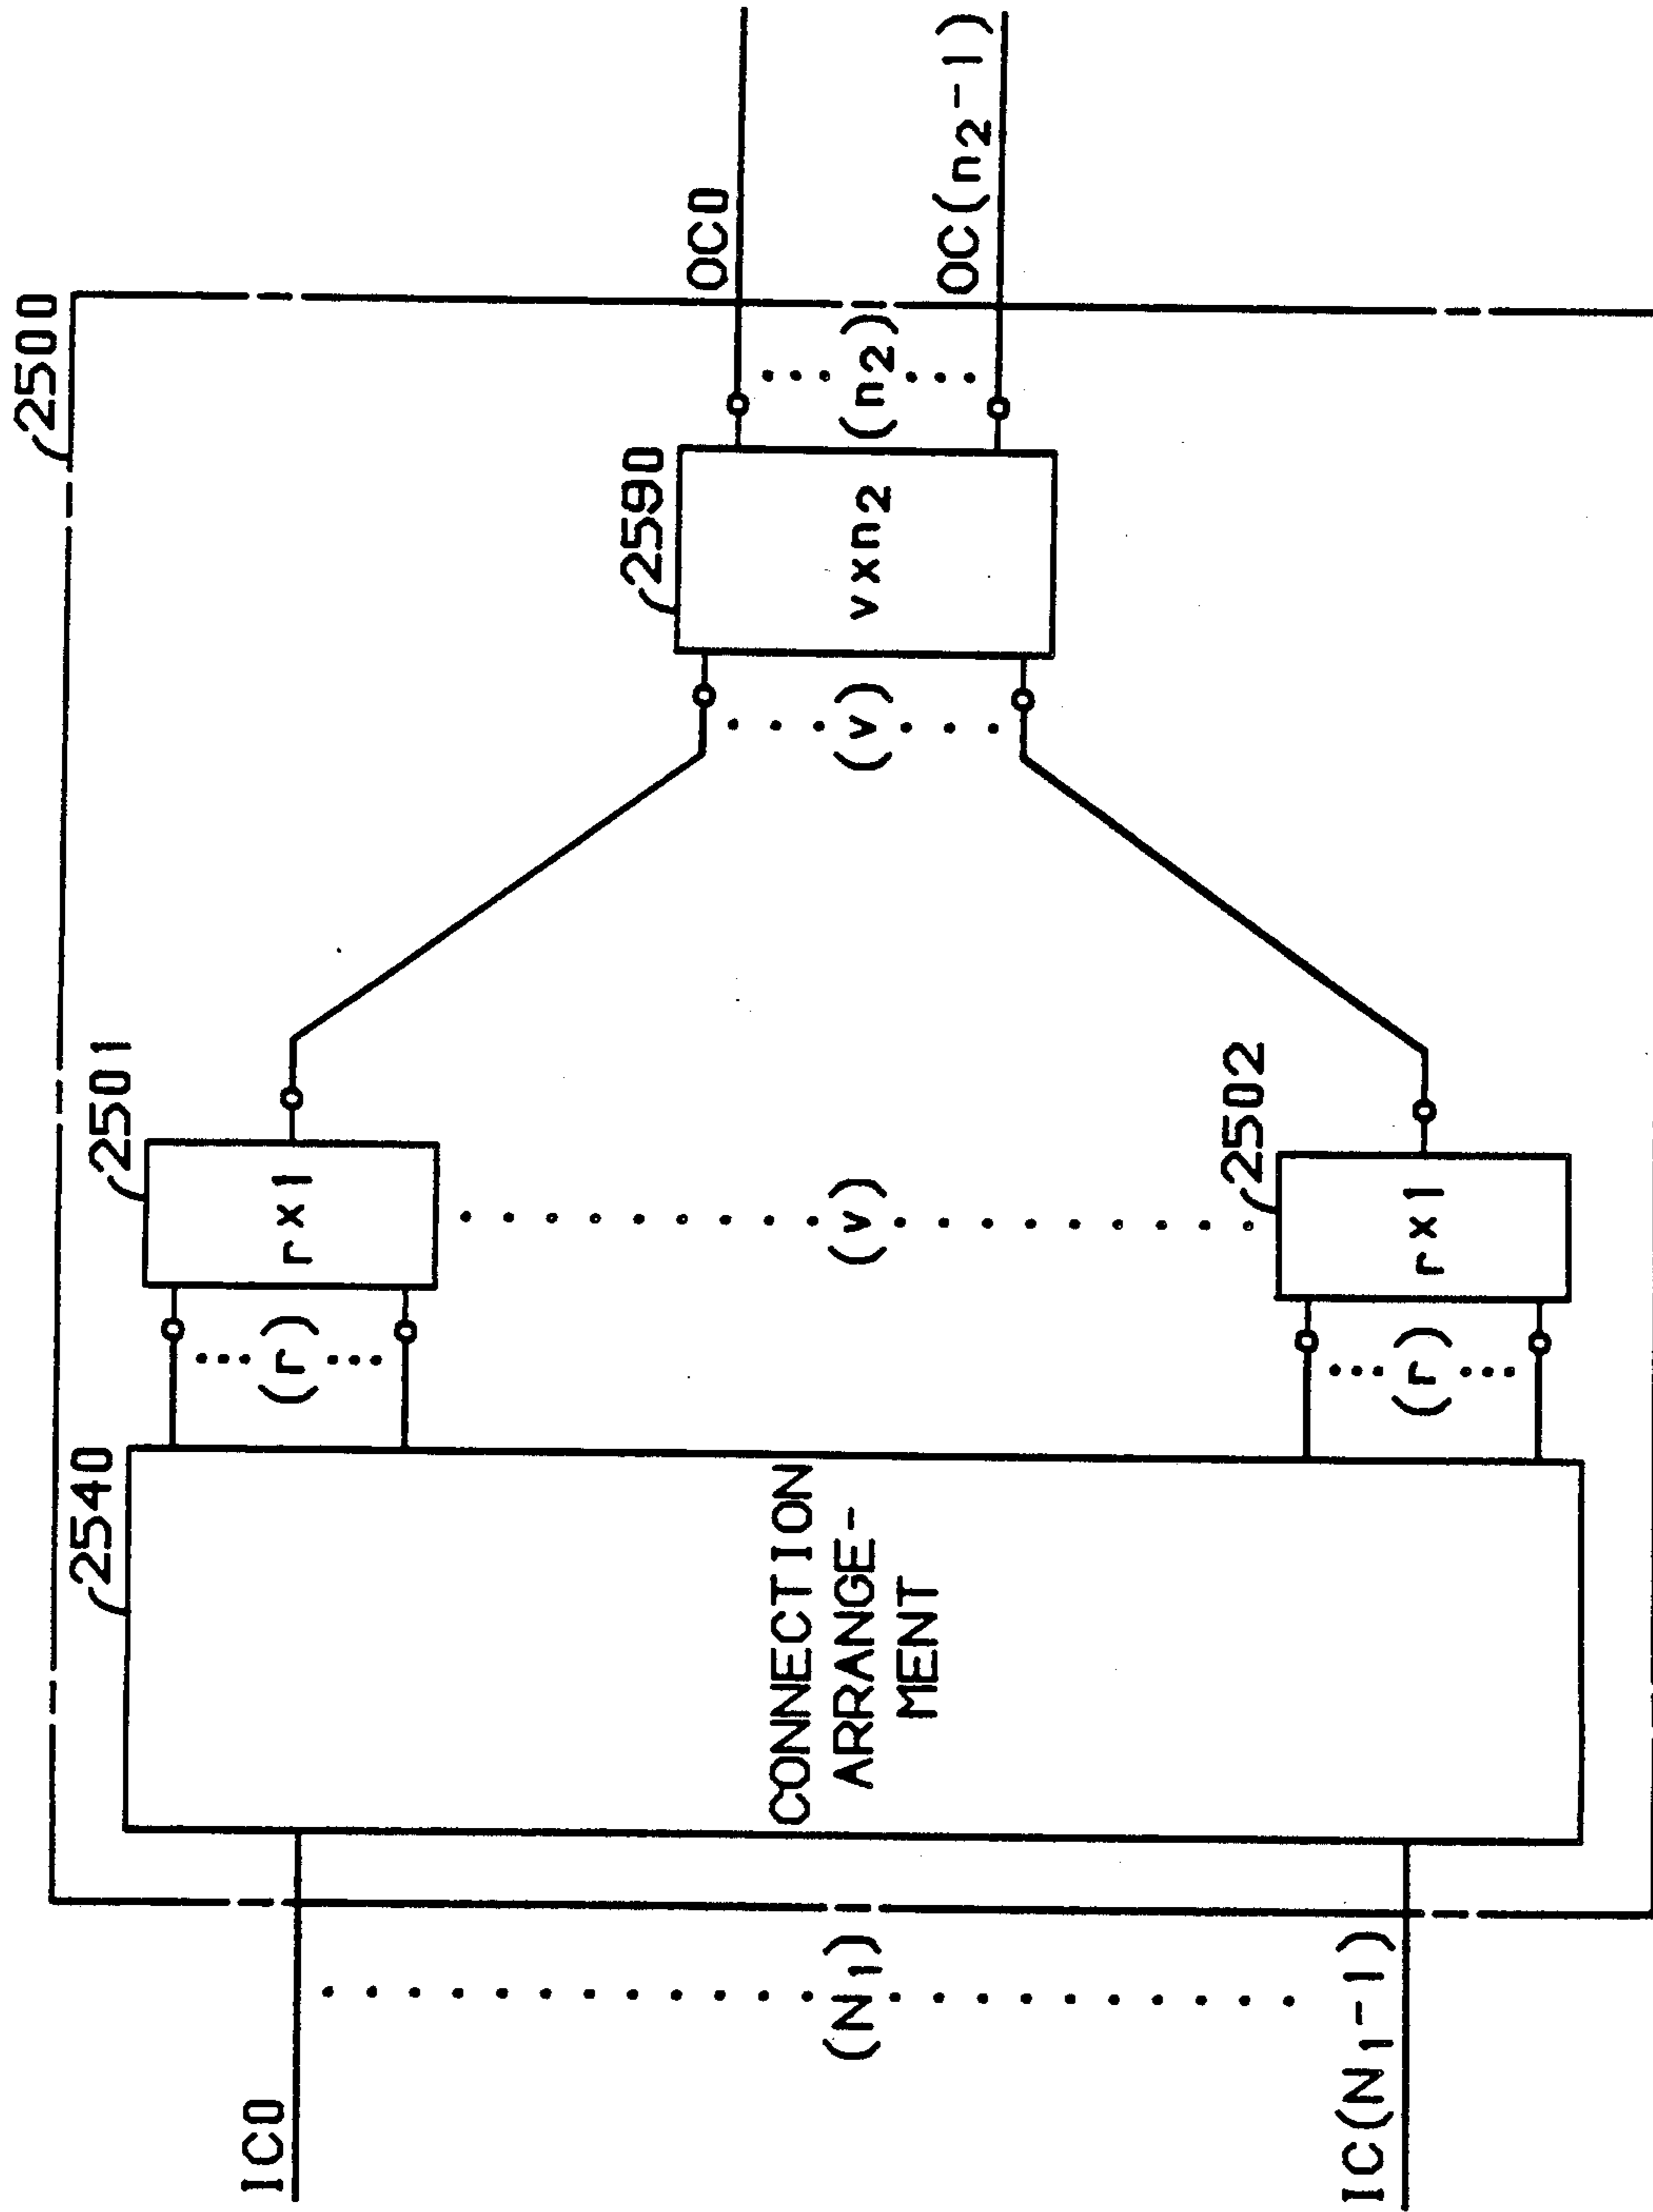 2500
2540
2501
2590
IC0
(r)
rx1
OC0
(N1)
CONNECTION
ARRANGE-
MENT
(v)
(v)
vxn2
(n2)
OC(n2-1)
2502
IC(N1-1)
(r)
rx1